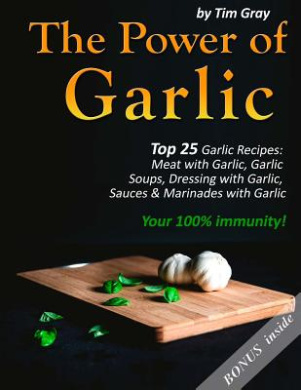 by Tim Gray
The Power of
Garlic
Top 25 Garlic Recipes:
Meat with Garlic, Garlic
Soups, Dressing with Garlic,
Sauces & Marinades with Garlic
Your 100% immunity!
BONUS inside